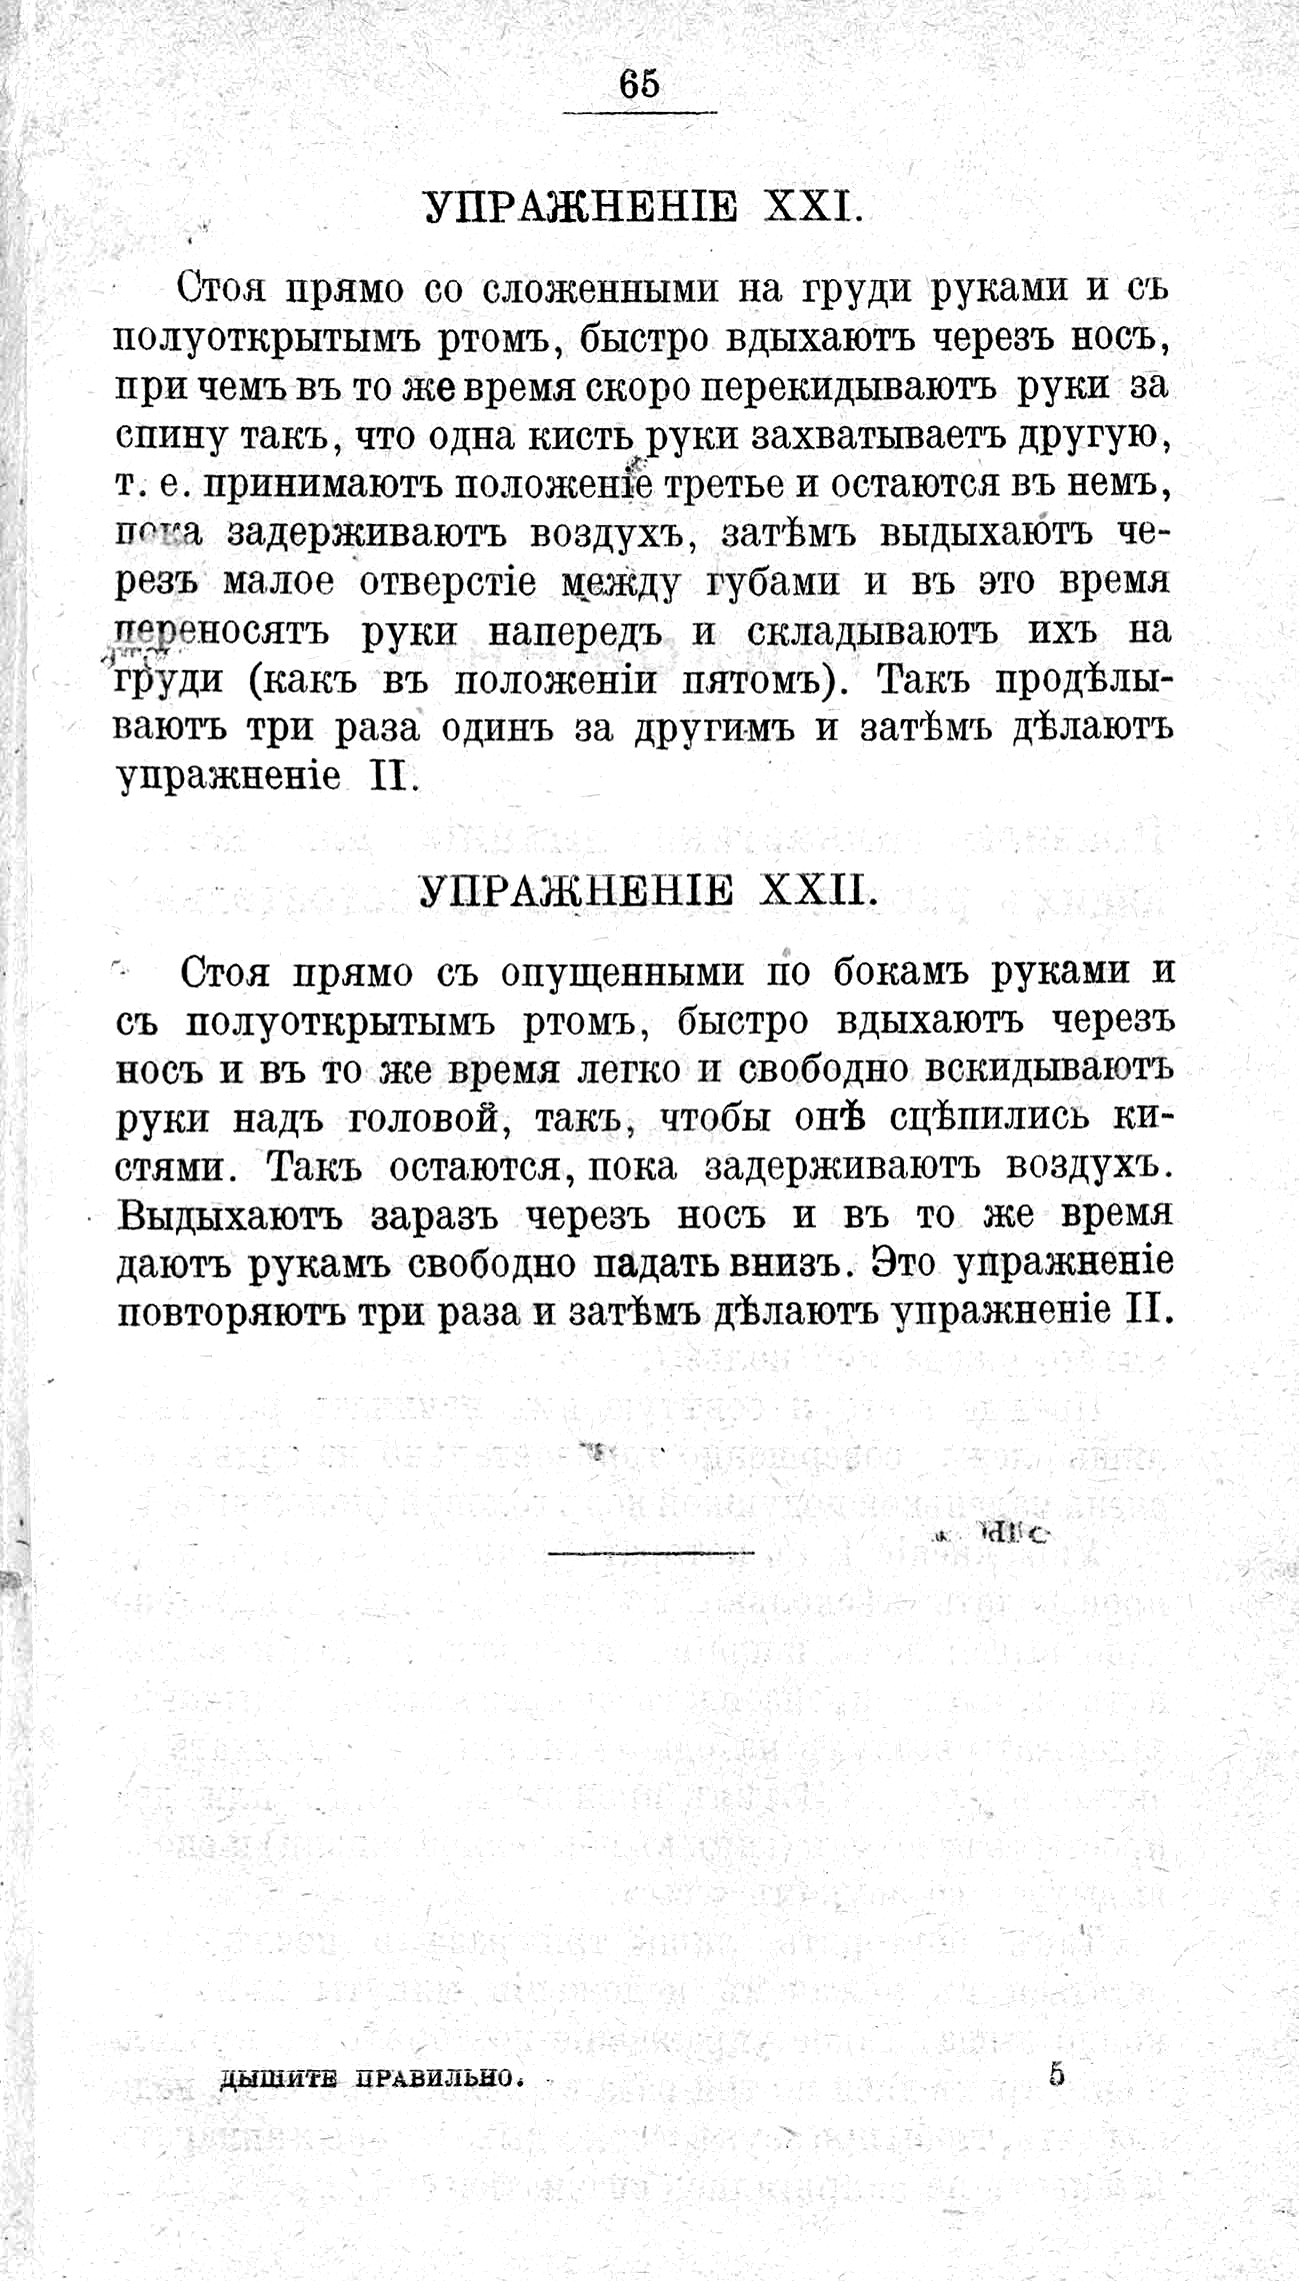 65
УПРАЖНЕНІЕ XXI.
Стоя прямо со сложенными на груди руками и съ
полуоткрытымъ ртомъ, быстро вдыхаютъ черезъ носъ,
при чемъ въ то же время скоро перекидываютъ руки за
спину такъ, что одна кисть руки захватываетъ другую,
т. е. принимаютъ положеніе третье и остаются въ немъ,
пока задерживаютъ воздухъ, затѣмъ выдыхаютъ че-
резъ малое отверстіе между губами и въ это время
переносятъ руки напередъ и складываютъ ихъ на
груди (какъ въ положеніи пятомъ). Такъ продѣлы-
ваютъ три раза одинъ за другимъ и затѣмъ дѣлаютъ
упражненіе II.
УПРАЖНЕНІЕ XXII.
Стоя прямо съ опущенными по бокамъ руками и
съ полуоткрытымъ ртомъ, быстро вдыхаютъ черезъ
носъ и въ то же время легко и свободно вскидываютъ
руки надъ головой, такъ, чтобы онѣ сцѣпились ки-
стями. Такъ остаются, пока задерживаютъ воздухъ.
Выдыхаютъ заразъ черезъ носъ и въ то же время
даютъ рукамъ свободно падать внизъ. Это упражненіе
повторяютъ три раза и затѣмъ дѣлаютъ упражненіе II.
ДЫШИТЕ ПРАВИЛЬНО. 5